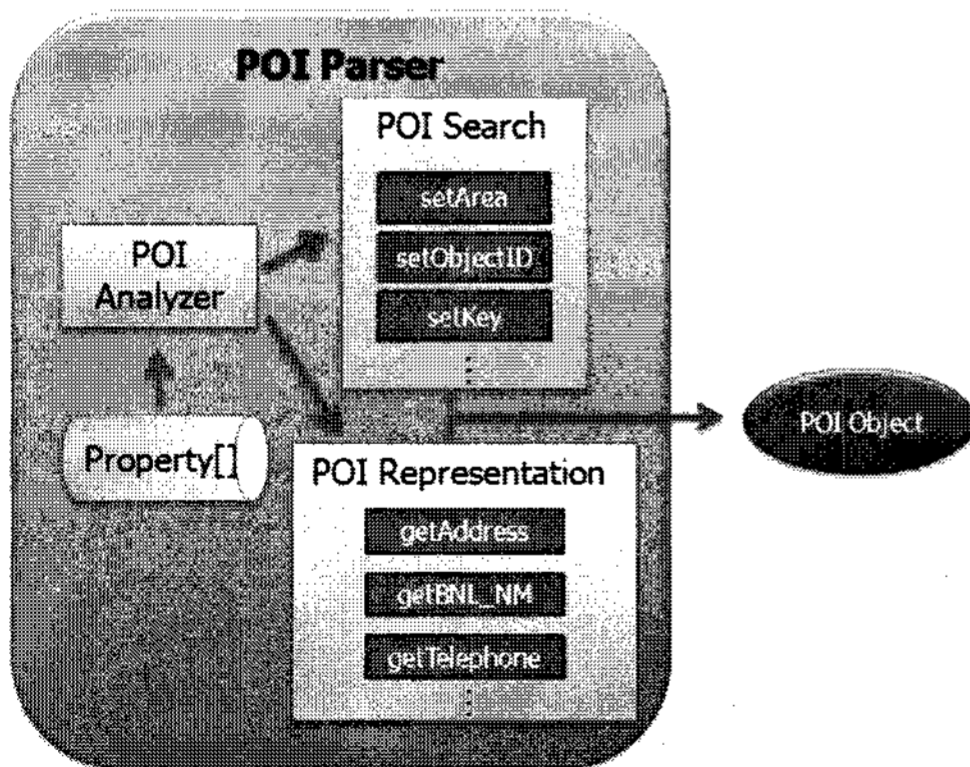 POI Parser
POI Search
setArea
setObjectID
setKey
POI
Analyzer
Property[]
POI Representation
getAddress
getBNL_NM
getTelephone
POI Object